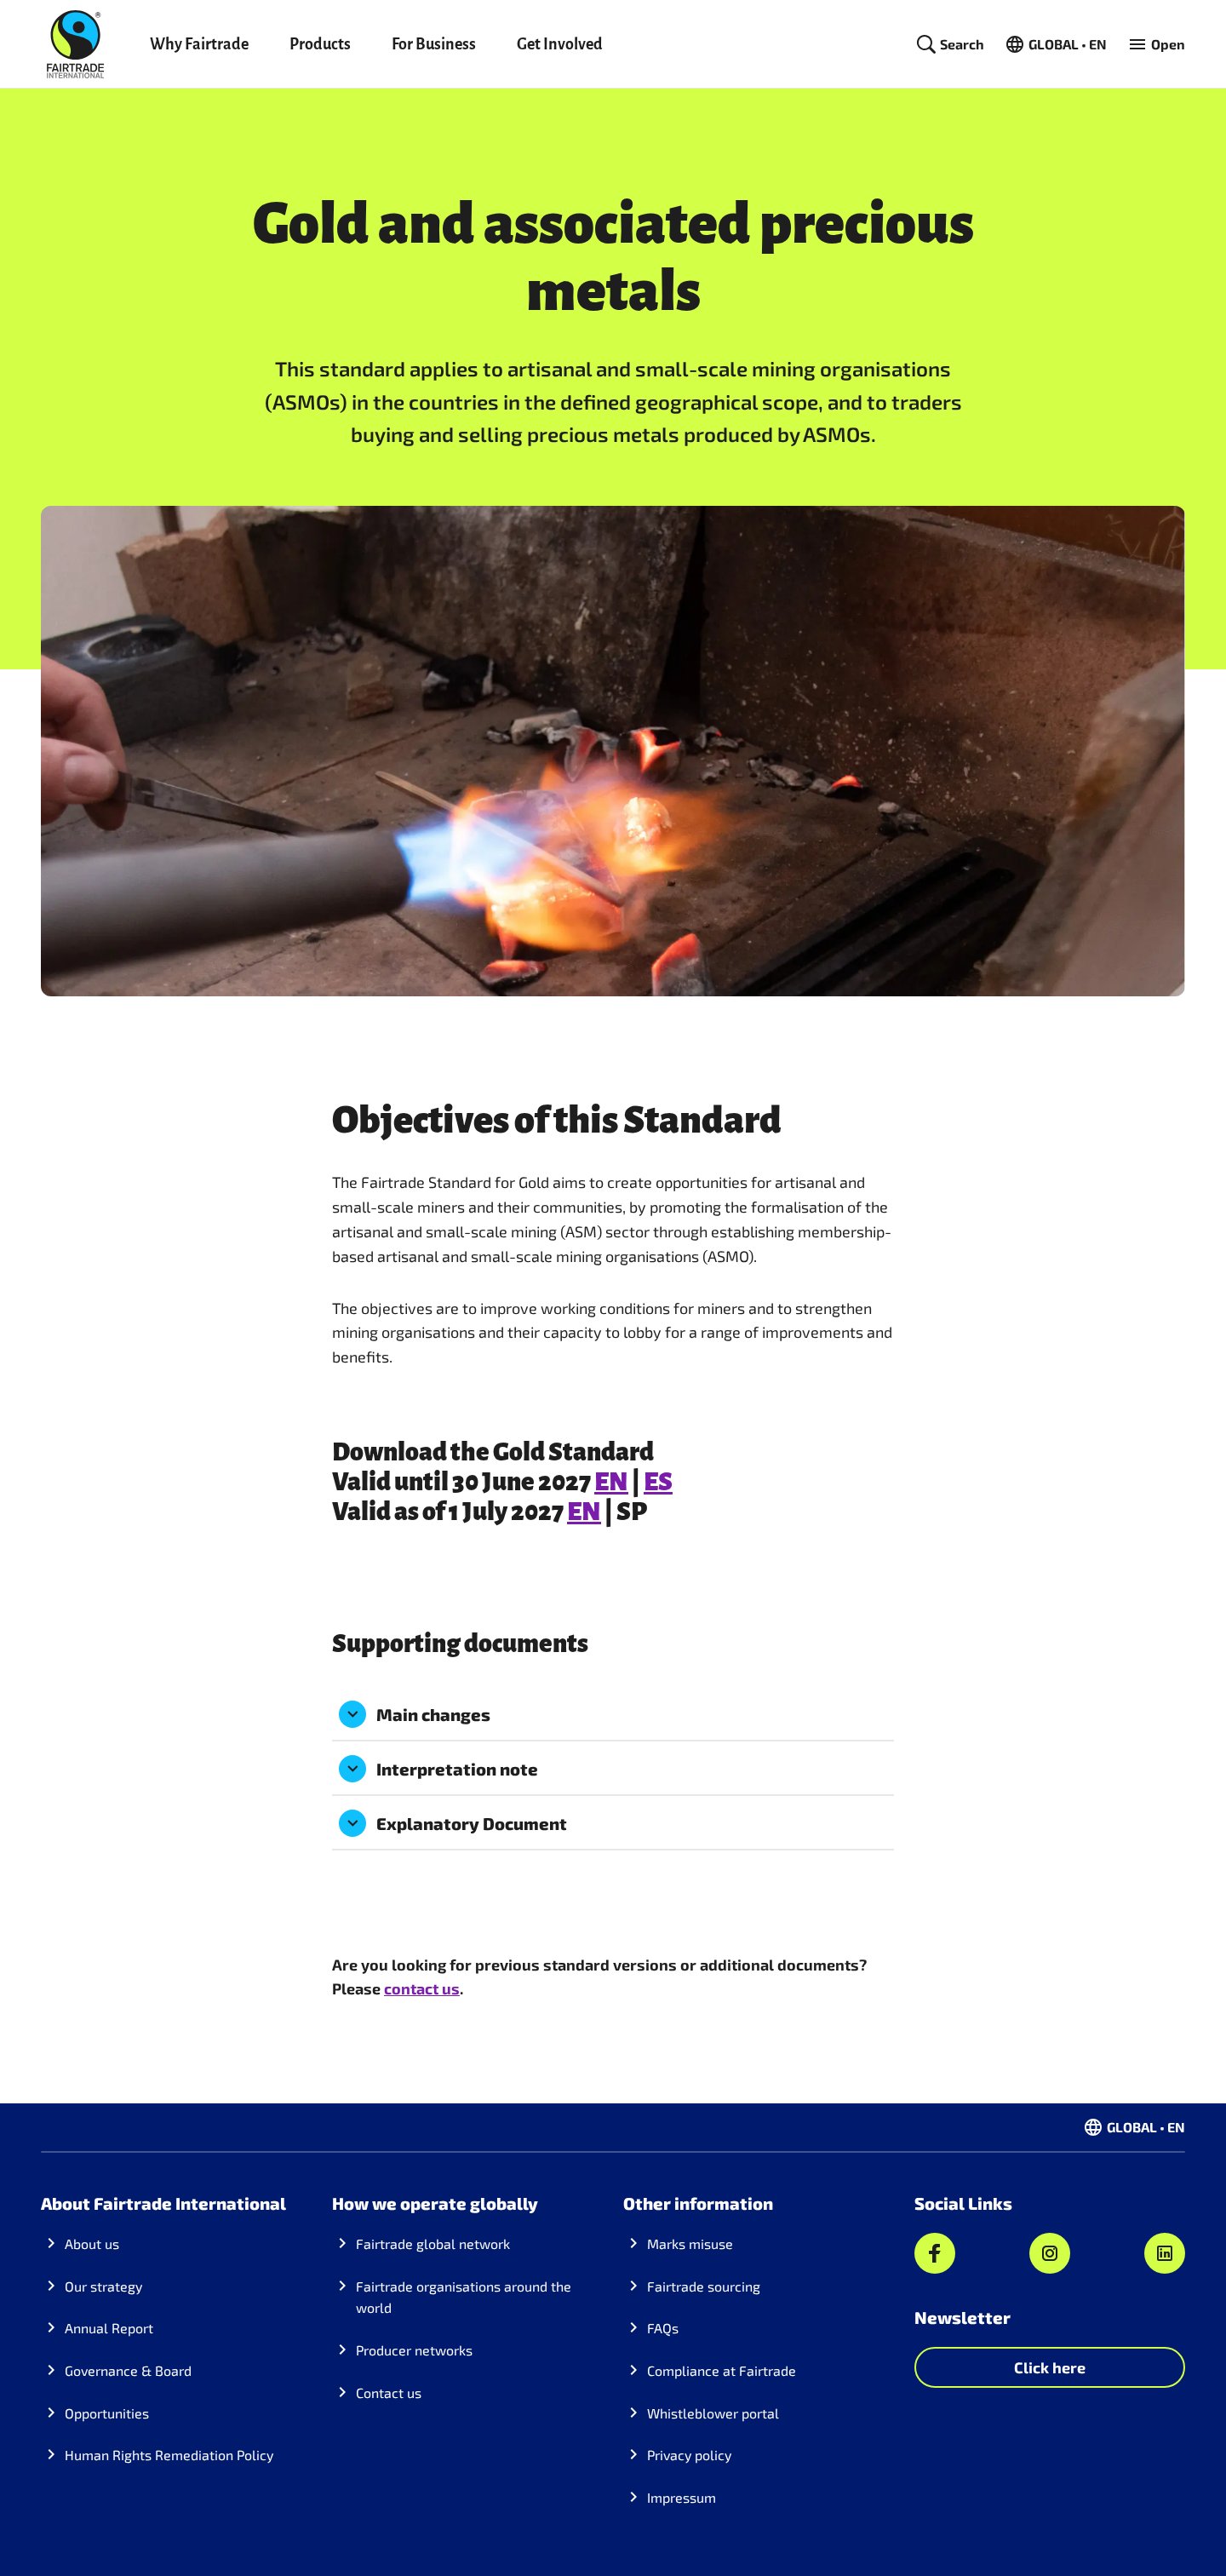 FAIRTRADE
INTERNATIONAL
Why Fairtrade
Products
For Business
Get Involved
Search
GLOBAL • EN
Open
Gold and associated precious
metals
This standard applies to artisanal and small-scale mining organisations
(ASMOs) in the countries in the defined geographical scope, and to traders
buying and selling precious metals produced by ASMOs.
Objectives of this Standard
The Fairtrade Standard for Gold aims to create opportunities for artisanal and
small-scale miners and their communities, by promoting the formalisation of the
artisanal and small-scale mining (ASM) sector through establishing membership-
based artisanal and small-scale mining organisations (ASMO).
The objectives are to improve working conditions for miners and to strengthen
mining organisations and their capacity to lobby for a range of improvements and
benefits.
Download the Gold Standard
Valid until 30 June 2027 EN | ES
Valid as of 1 July 2027 EN | SP
Supporting documents
Main changes
Interpretation note
Explanatory Document
Are you looking for previous standard versions or additional documents?
Please contact us.
GLOBAL • EN
About Fairtrade International
About us
Our strategy
Annual Report
Governance & Board
Opportunities
Human Rights Remediation Policy
How we operate globally
Fairtrade global network
Fairtrade organisations around the
world
Producer networks
Contact us
Other information
Marks misuse
Fairtrade sourcing
FAQs
Compliance at Fairtrade
Whistleblower portal
Privacy policy
Impressum
Social Links
Newsletter
Click here